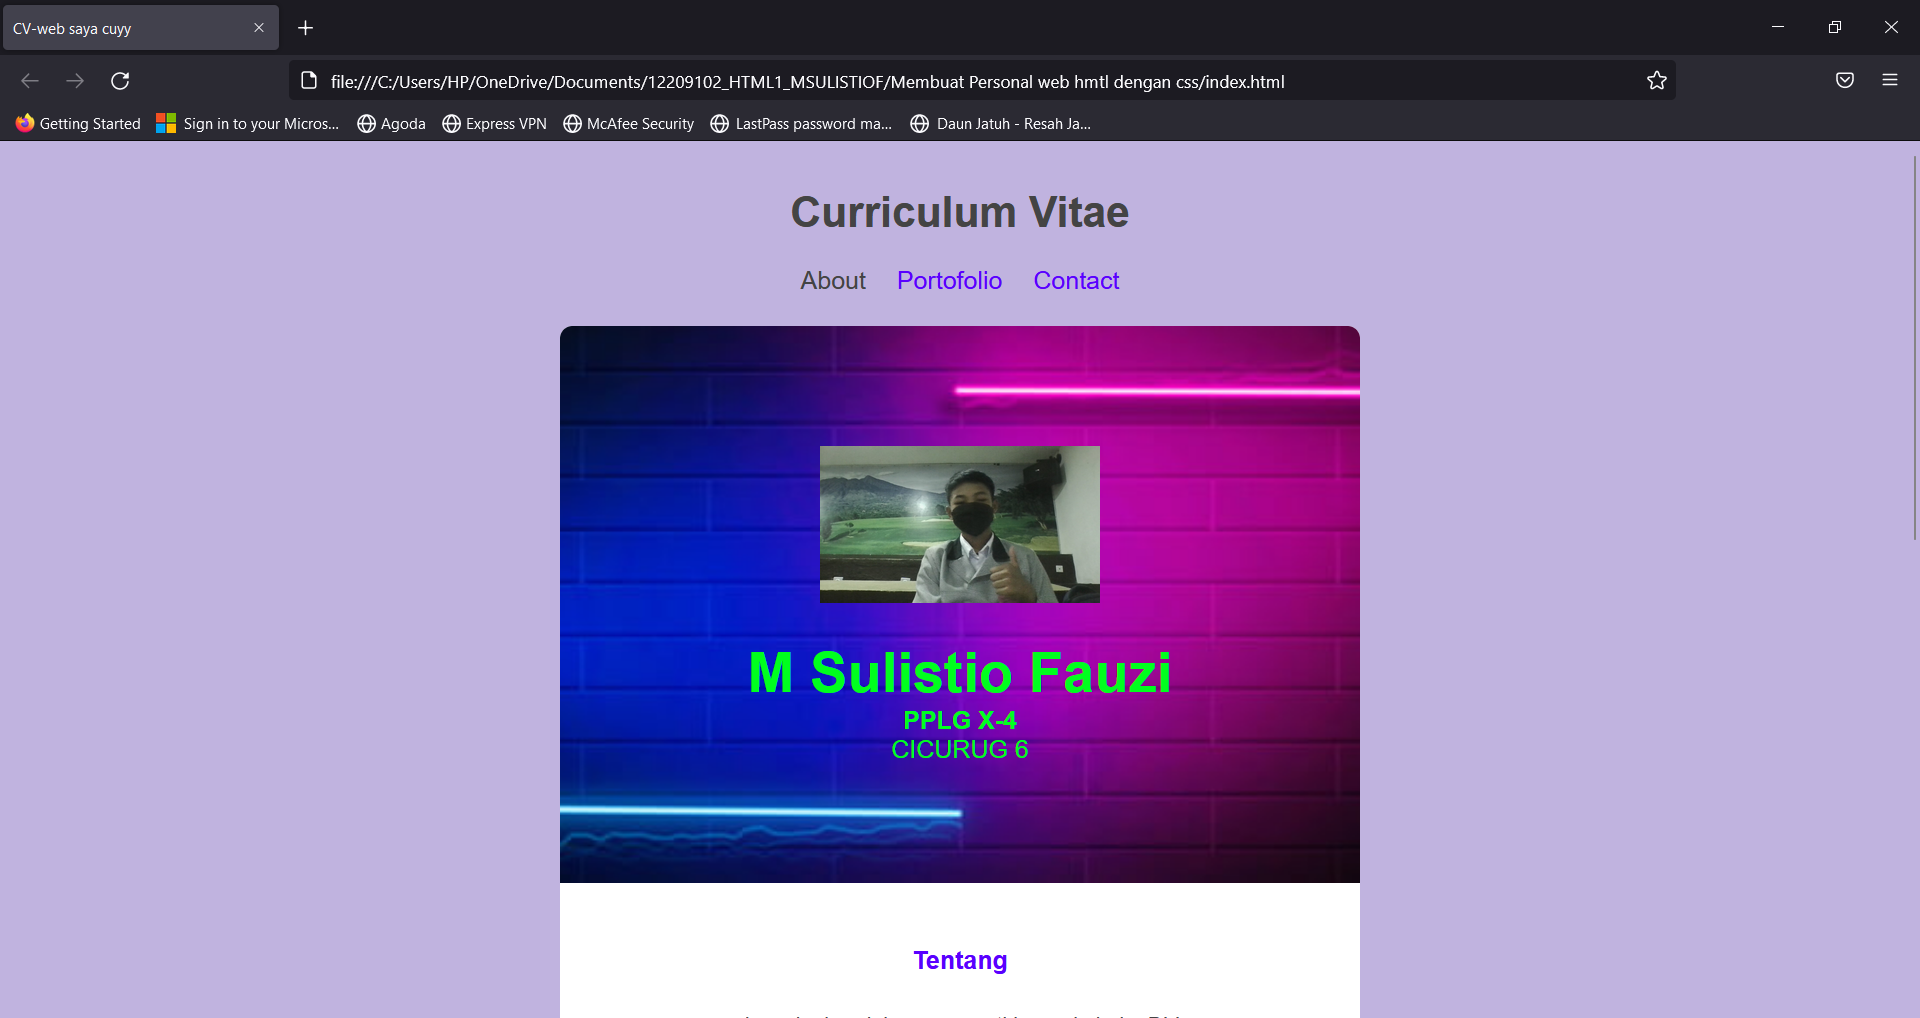 CV-web saya cuyy
file:///C:/Users/HP/OneDrive/Documents/12209102_HTML1_MSULISTIOF/Membuat Personal web hmtl dengan css/index.html
Getting Started Sign in to your Micros... Agoda Express VPN McAfee Security LastPass password ma... Daun Jatuh - Resah Ja...
Curriculum Vitae
About Portofolio Contact
M Sulistio Fauzi
PPLG X-4
CICURUG 6
Tentang